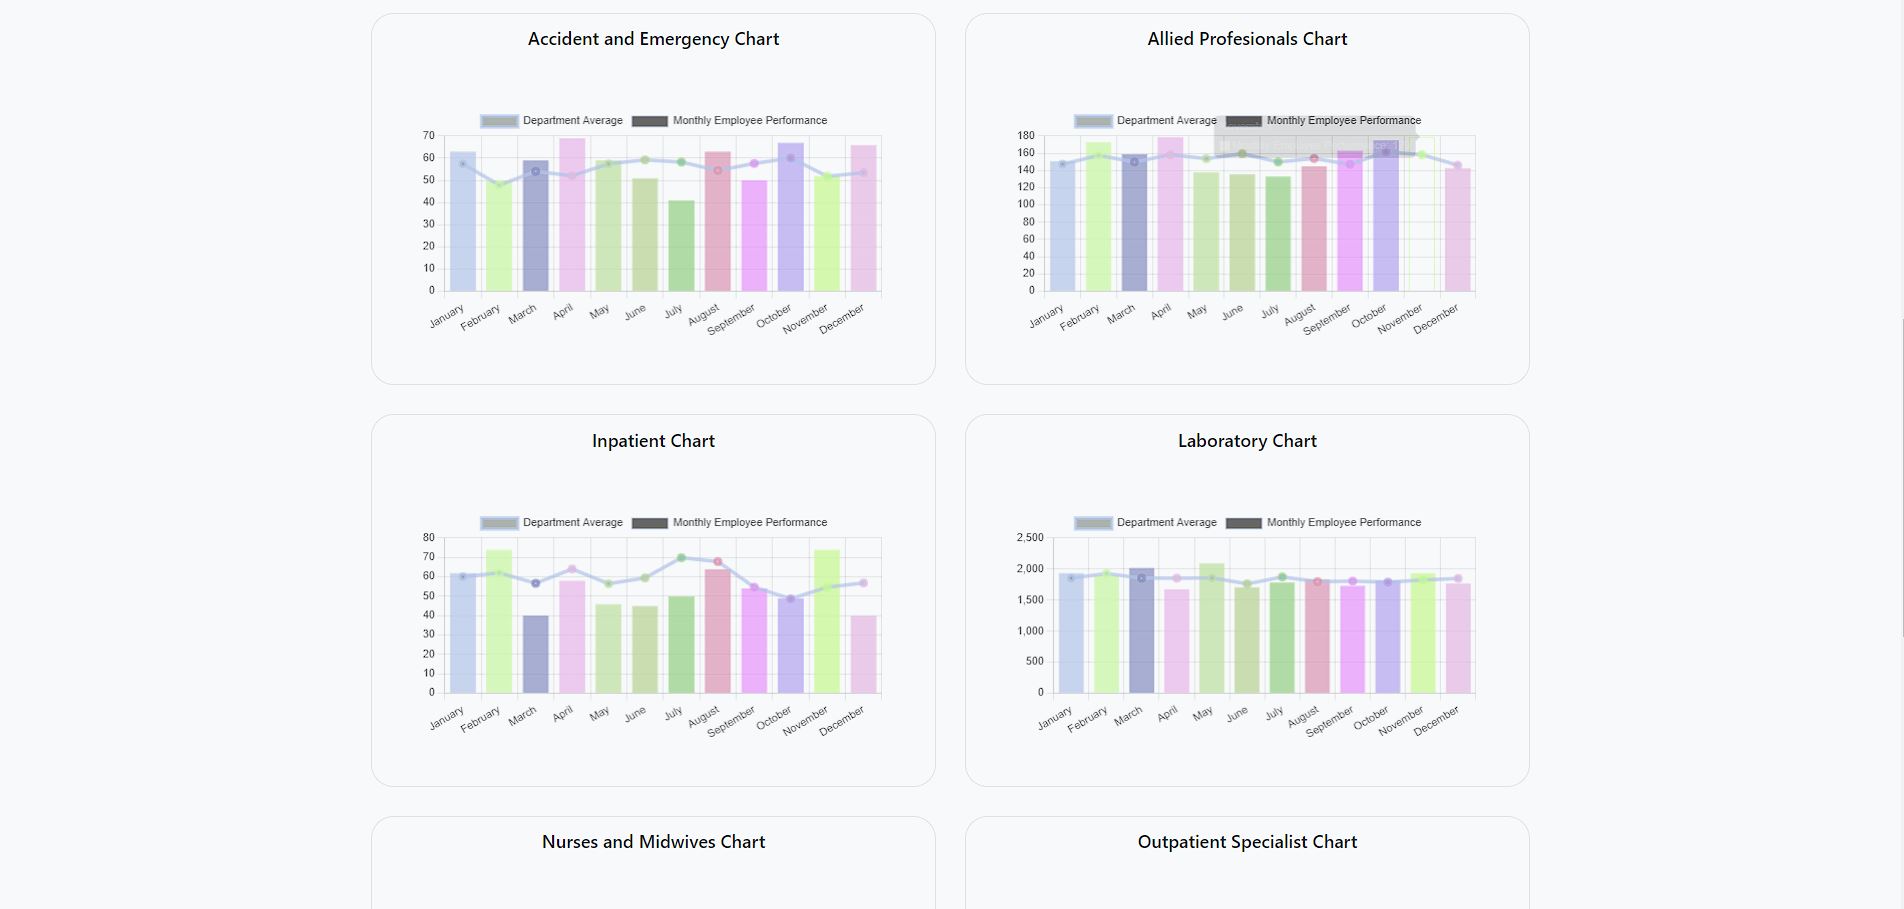 Accident and Emergency Chart
Department Average Monthly Employee Performance
70
60
50
40
30
20
10
0
January February March April May June July August September October November December
Allied Profesionals Chart
Department Average Monthly Employee Performance
180
160
140
120
100
80
60
40
20
0
January February March April May June July August September October November December
Inpatient Chart
Department Average Monthly Employee Performance
80
70
60
50
40
30
20
10
0
January February March April May June July August September October November December
Laboratory Chart
Department Average Monthly Employee Performance
2,500
2,000
1,500
1,000
500
0
January February March April May June July August September October November December
Nurses and Midwives Chart
Outpatient Specialist Chart